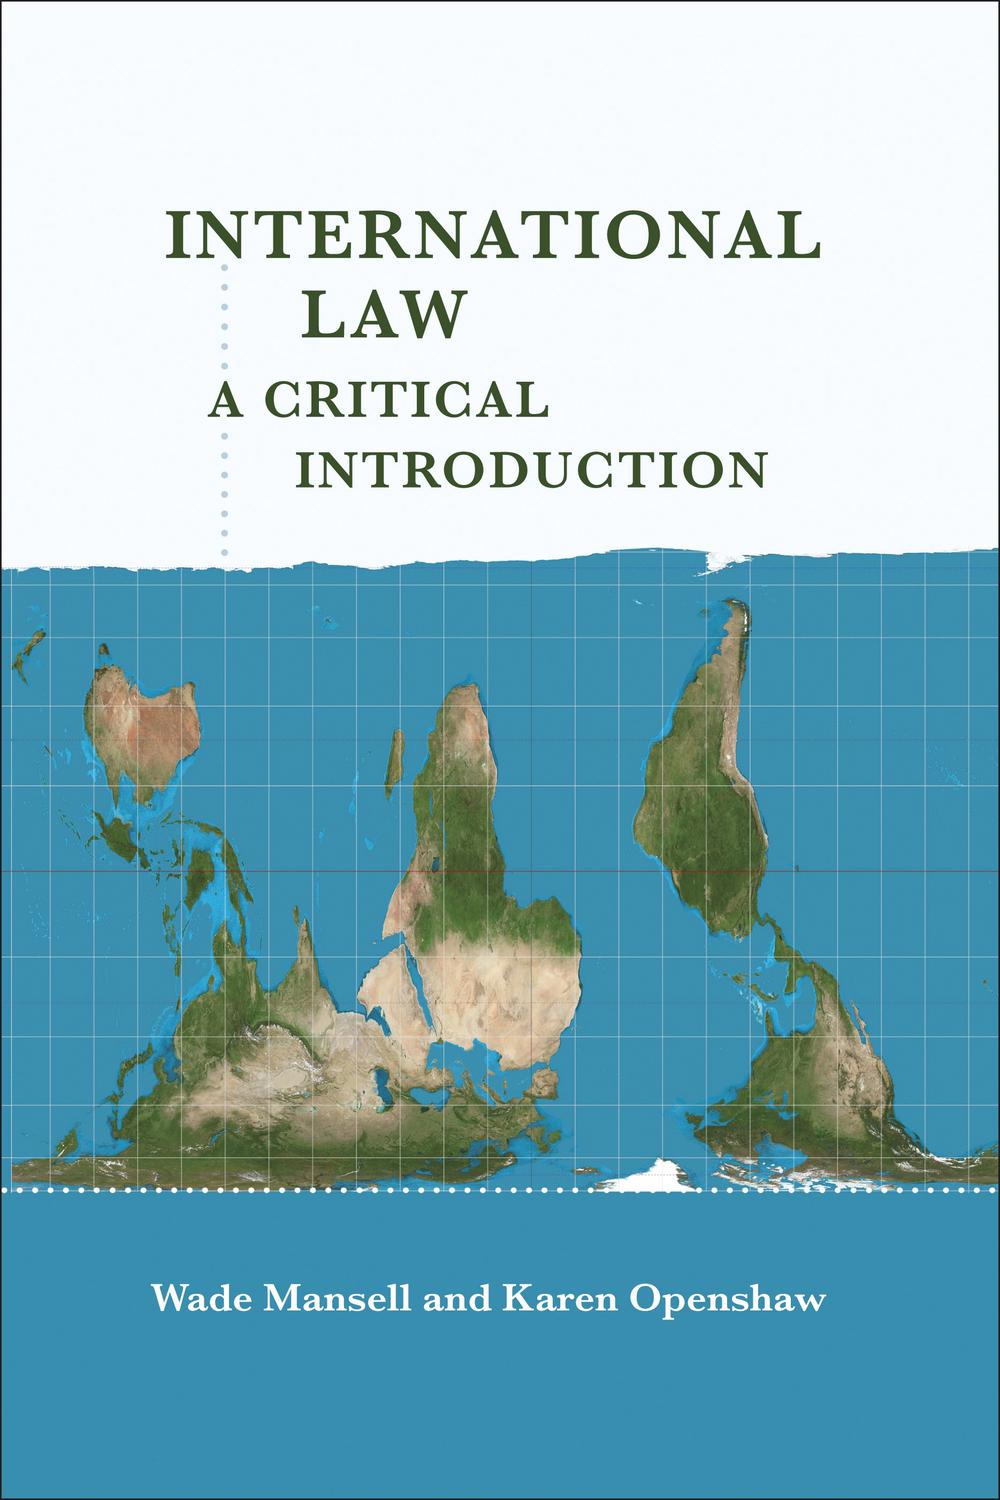 INTERNATIONAL
LAW
A CRITICAL
INTRODUCTION
Wade Mansell and Karen Openshaw